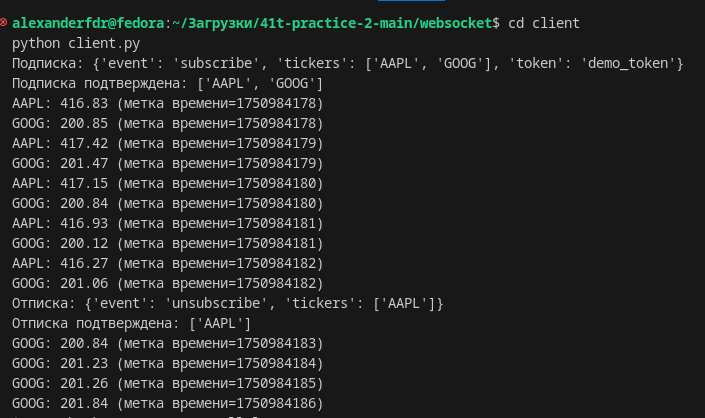 alexanderfdr@fedora:~/Загрузки/41t-practice-2-main/websocket$ cd client
python client.py
Подписка: {'event': 'subscribe', 'tickers': ['AAPL', 'GOOG'], 'token': 'demo_token'}
Подписка подтверждена: ['AAPL', 'GOOG']
AAPL: 416.83 (метка времени=1750984178)
GOOG: 200.85 (метка времени=1750984178)
AAPL: 417.42 (метка времени=1750984179)
GOOG: 201.47 (метка времени=1750984179)
AAPL: 417.15 (метка времени=1750984180)
GOOG: 200.84 (метка времени=1750984180)
AAPL: 416.93 (метка времени=1750984181)
GOOG: 200.12 (метка времени=1750984181)
AAPL: 416.27 (метка времени=1750984182)
GOOG: 201.06 (метка времени=1750984182)
Отписка: {'event': 'unsubscribe', 'tickers': ['AAPL']}
Отписка подтверждена: ['AAPL']
GOOG: 200.84 (метка времени=1750984183)
GOOG: 201.23 (метка времени=1750984184)
GOOG: 201.26 (метка времени=1750984185)
GOOG: 201.84 (метка времени=1750984186)